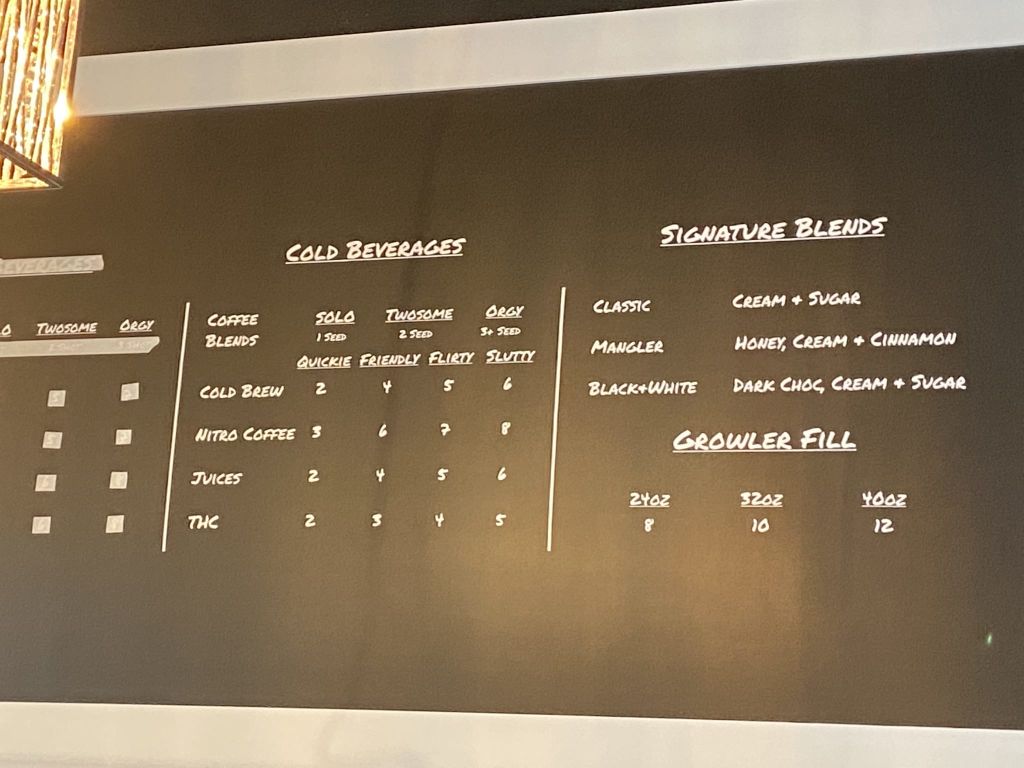 BEVERAGES
TWOSOME ORGY
COLD BEVERAGES
COFFEE BLENDS
SOLO TWOSOME ORGY
1 SEED 2 SEED 3+ SEED
QUICKIE FRIENDLY FLIRTY SLUTTY
COLD BREW 2 4 5 6
NITRO COFFEE 3 6 7 8
JUICES 2 4 5 6
THC 2 3 4 5
SIGNATURE BLENDS
CLASSIC CREAM + SUGAR
MANGLER HONEY, CREAM + CINNAMON
BLACK+WHITE DARK CHOC, CREAM + SUGAR
GROWLER FILL
24OZ 32OZ 40OZ
8 10 12